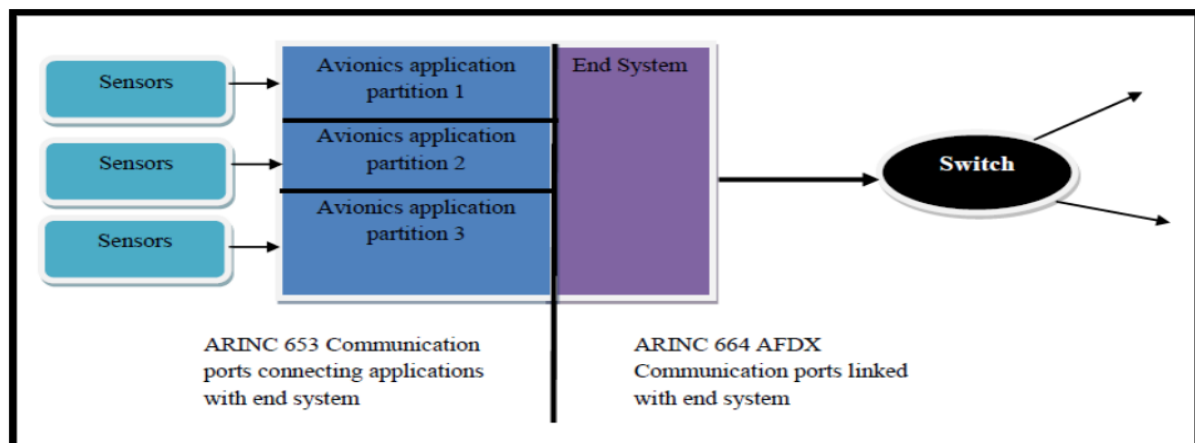 Sensors
Avionics application
partition 1
End System
Sensors
Avionics application
partition 2
Switch
Sensors
Avionics application
partition 3
ARINC 653 Communication
ports connecting applications
with end system
ARINC 664 AFDX
Communication ports linked
with end system